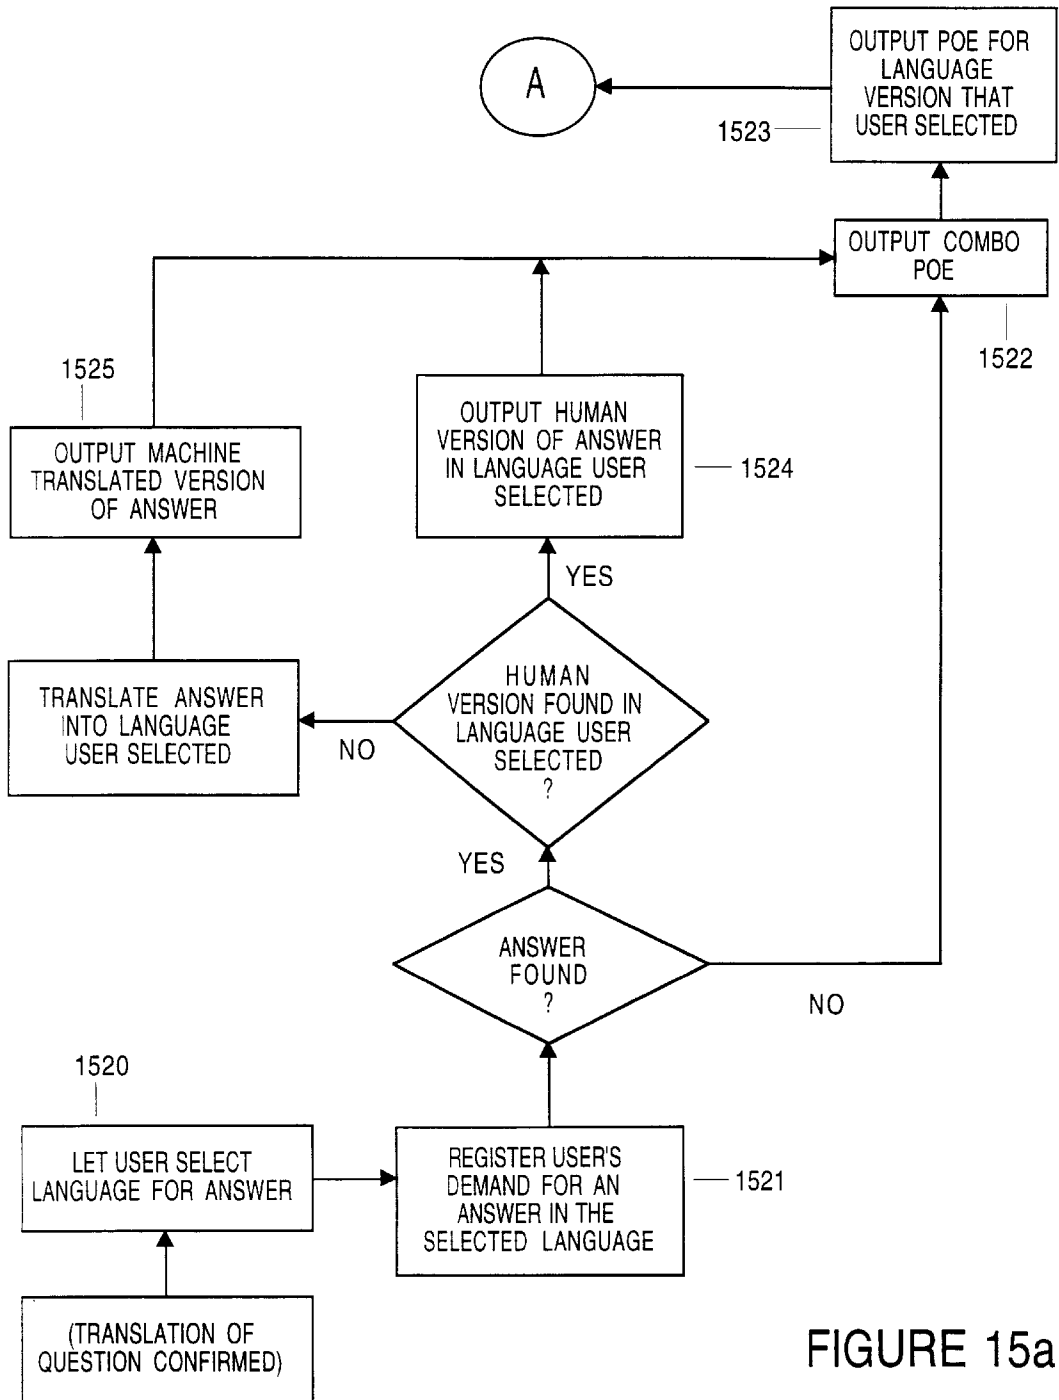 OUTPUT POE FOR
LANGUAGE
VERSION THAT
USER SELECTED
A
1523
OUTPUT COMBO
POE
1522
1525
OUTPUT MACHINE
TRANSLATED VERSION
OF ANSWER
OUTPUT HUMAN
VERSION OF ANSWER
IN LANGUAGE USER
SELECTED
1524
YES
TRANSLATE ANSWER
INTO LANGUAGE
USER SELECTED
NO
HUMAN
VERSION FOUND IN
LANGUAGE USER
SELECTED
?
YES
ANSWER
FOUND
?
NO
1520
LET USER SELECT
LANGUAGE FOR ANSWER
REGISTER USER'S
DEMAND FOR AN
ANSWER IN THE
SELECTED LANGUAGE
1521
(TRANSLATION OF
QUESTION CONFIRMED)
FIGURE 15a